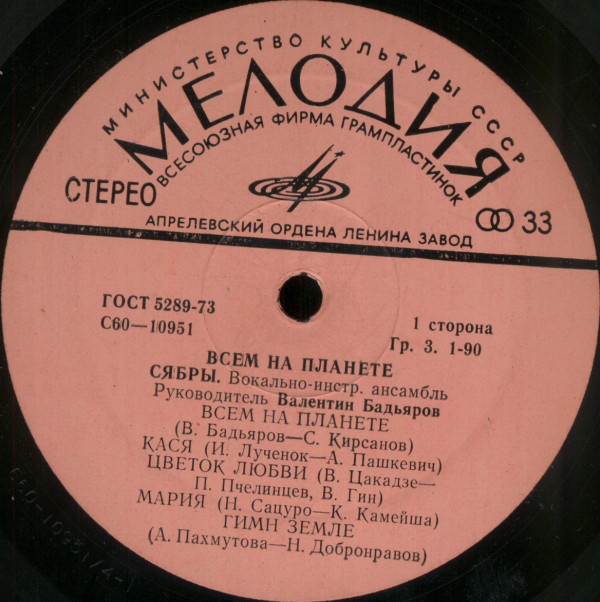 МИНИСТЕРСТВО КУЛЬТУРЫ СССР
МЕЛОДИЯ
ВСЕСОЮЗНАЯ ФИРМА ГРАМПЛАСТИНОК
СТЕРЕО
33
АПРЕЛЕВСКИЙ ОРДЕНА ЛЕНИНА ЗАВОД
ГОСТ 5289-73
С60—10951
1 сторона
Гр. 3. 1-90
ВСЕМ НА ПЛАНЕТЕ
СЯБРЫ. Вокально-инстр. ансамбль
Руководитель Валентин Бадьяров
ВСЕМ НА ПЛАНЕТЕ
(В. Бадьяров—С. Кирсанов)
КАСЯ (И. Лученок—А. Пашкевич)
ЦВЕТОК ЛЮБВИ (В. Цакадзе—
П. Пчелинцев, В. Гин)
МАРИЯ (Н. Сацуро—К. Камейша)
ГИМН ЗЕМЛЕ
(А. Пахмутова—Н. Добронравов)